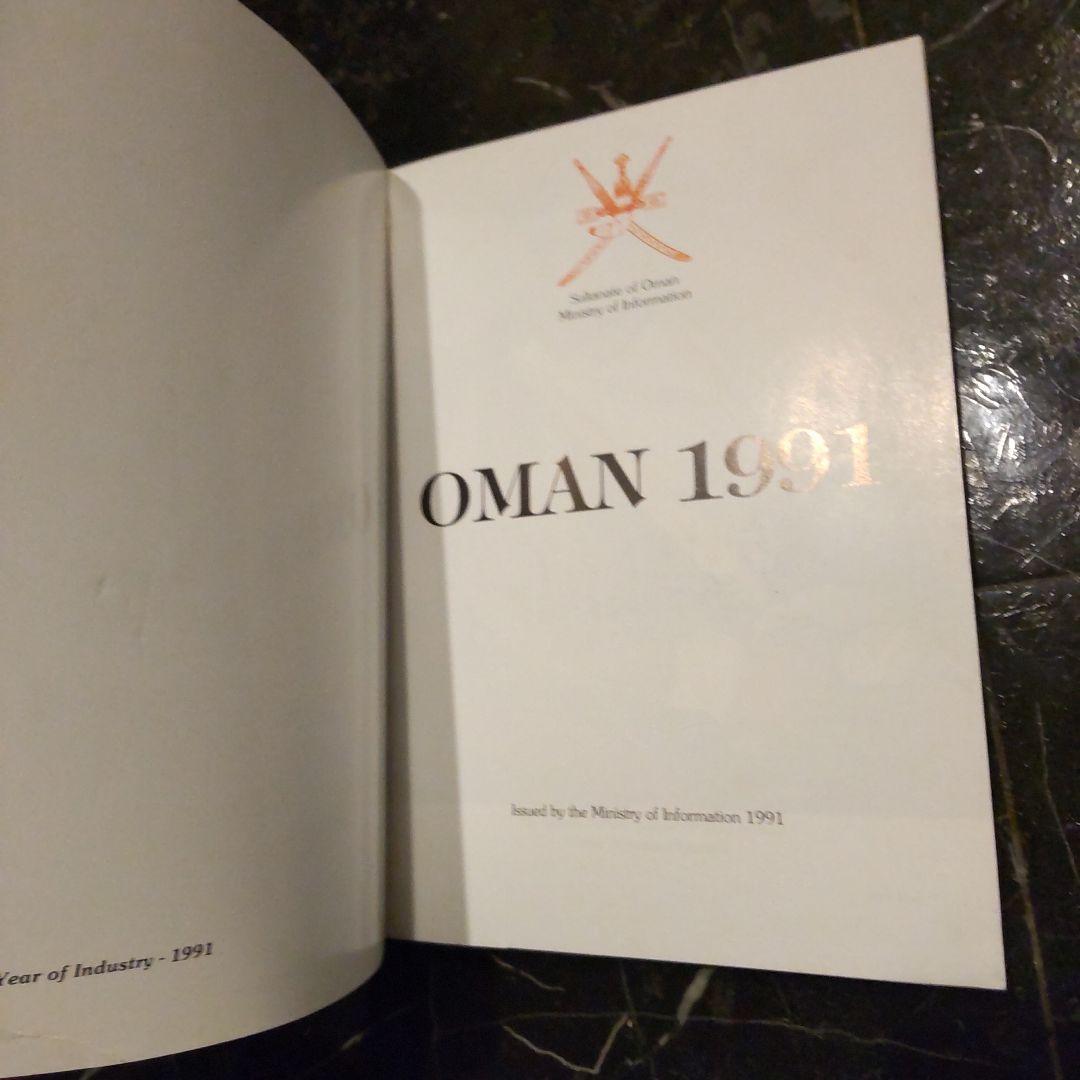 Year of Industry - 1991
Sultanate of Oman
Ministry of Information
OMAN 1991
Issued by the Ministry of Information 1991